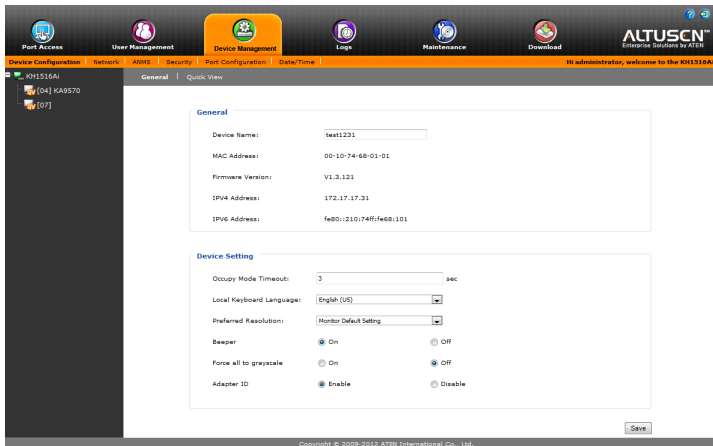 Port Access User Management Device Management Logs Maintenance Download
ALTUSCN™
Enterprise Solutions by ATEN
Device Configuration Network ANMS Security Port Configuration Date/Time Hi administrator, welcome to the KH1516Ai
KH1516Ai
[04] KA9570
[07]
General Quick View
General
Device Name: test1231
MAC Address: 00-10-74-68-01-01
Firmware Version: V1.3.121
IPV4 Address: 172.17.17.31
IPV6 Address: fe80::210:74ff:fe68:101
Device Setting
Occupy Mode Timeout: 3 sec
Local Keyboard Language: English (US)
Preferred Resolution: Monitor Default Setting
Beeper On Off
Force all to grayscale On Off
Adapter ID Enable Disable
Save
Copyright © 2009-2012 ATEN International Co., Ltd.